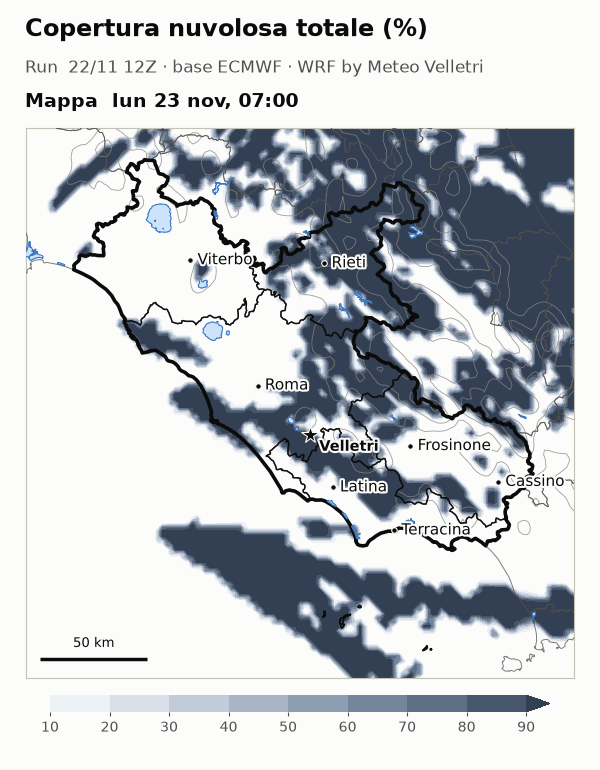 Copertura nuvolosa totale (%)
Run 22/11 12Z · base ECMWF · WRF by Meteo Velletri
Mappa lun 23 nov, 07:00
Viterbo
Rieti
Roma
Velletri
Frosinone
Latina
Cassino
Terracina
50 km
10 20 30 40 50 60 70 80 90